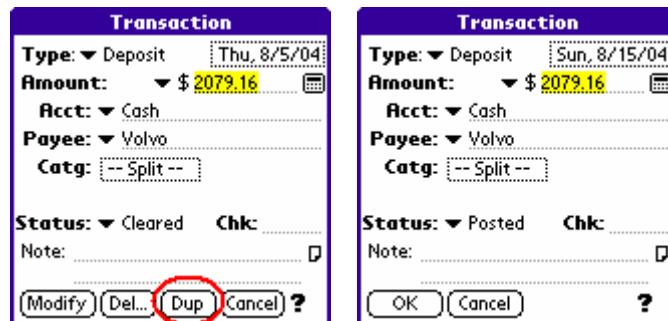 Transaction
Type: Deposit Thu, 8/5/04
Amount: $ 2079.16
Acct: Cash
Payee: Volvo
Catg: -- Split --
Status: Cleared Chk:
Note:
Modify Del... Dup Cancel ?
Transaction
Type: Deposit Sun, 8/15/04
Amount: $ 2079.16
Acct: Cash
Payee: Volvo
Catg: -- Split --
Status: Posted Chk:
Note:
OK Cancel ?